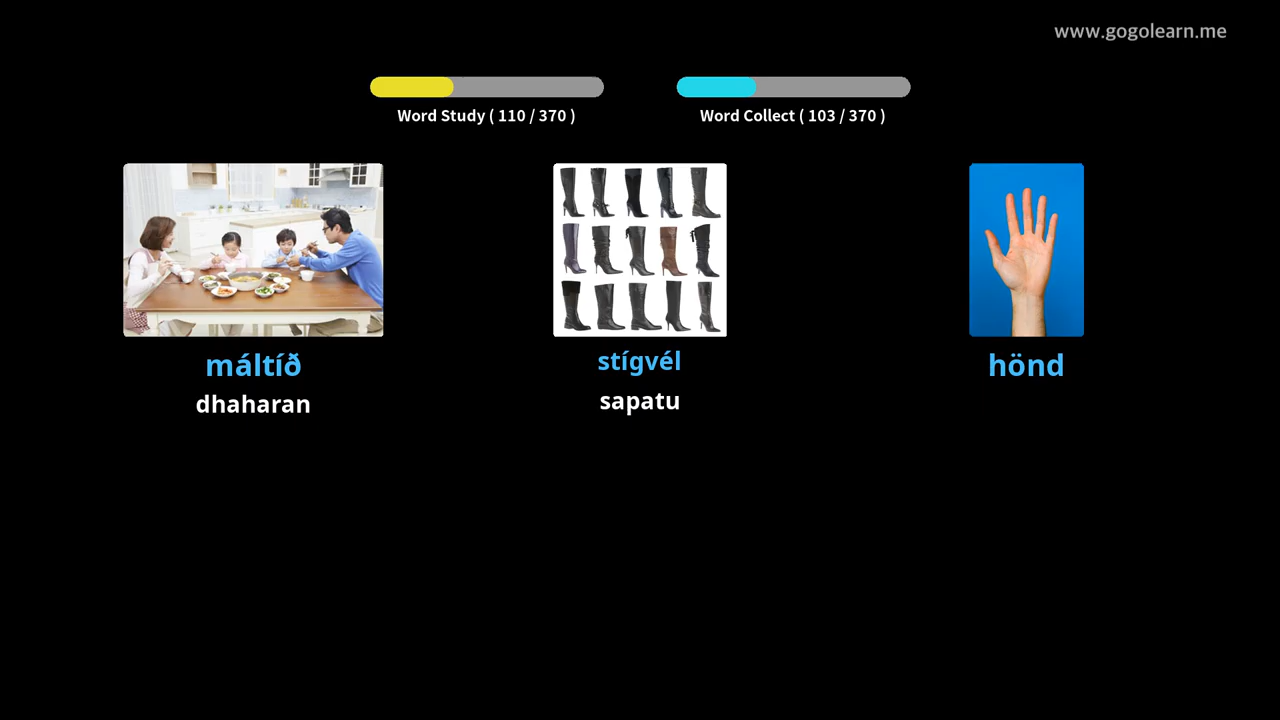 www.gogolearn.me
Word Study ( 110 / 370 )
Word Collect ( 103 / 370 )
máltíð
dhaharan
stígvél
sapatu
hönd